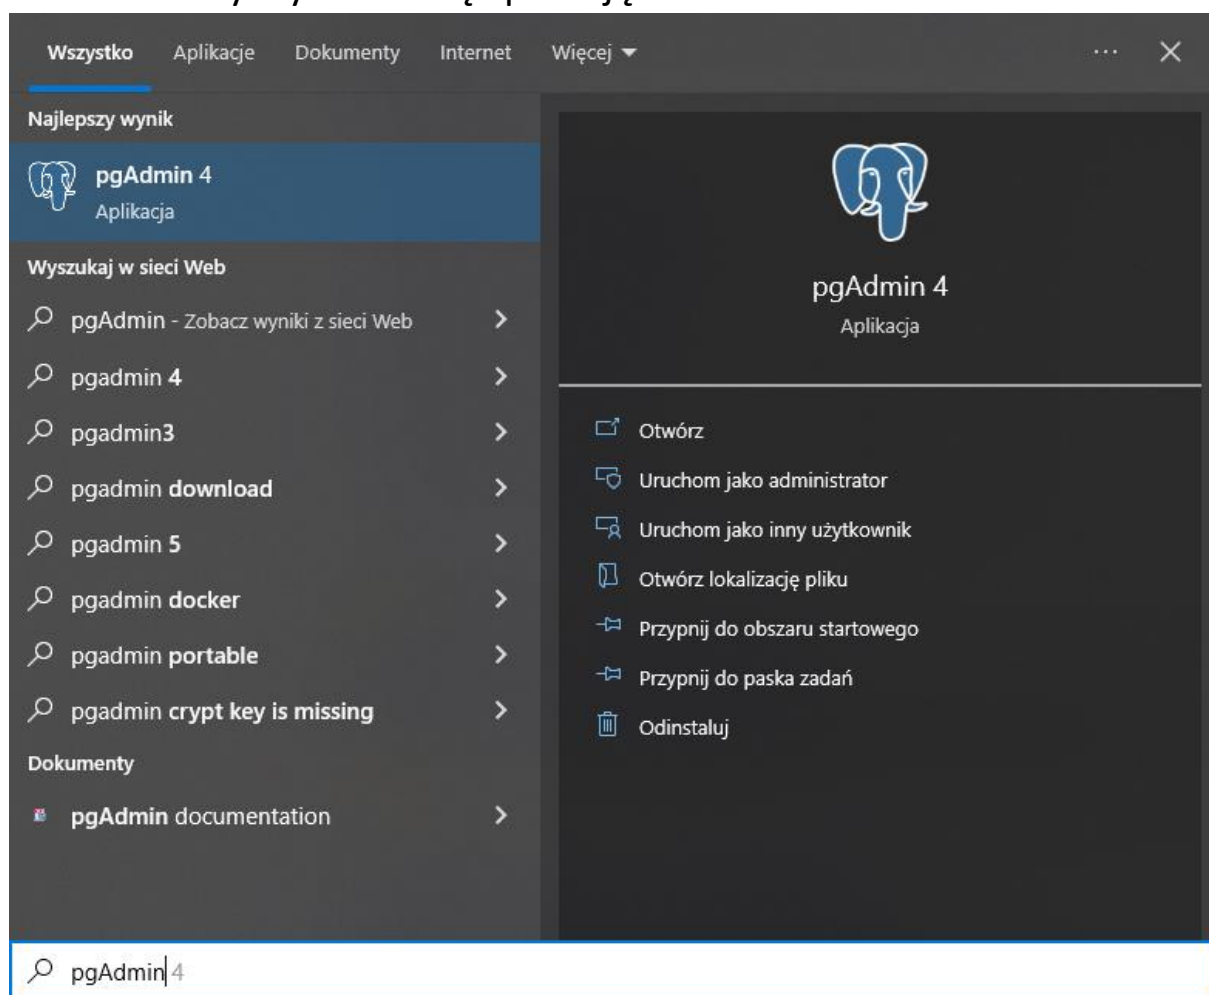 Wszystko Aplikacje Dokumenty Internet Więcej
Najlepszy wynik
pgAdmin 4
Aplikacja
Wyszukaj w sieci Web
pgAdmin - Zobacz wyniki z sieci Web
pgadmin 4
pgadmin3
pgadmin download
pgadmin 5
pgadmin docker
pgadmin portable
pgadmin crypt key is missing
Dokumenty
pgAdmin documentation
pgAdmin 4
Aplikacja
Otwórz
Uruchom jako administrator
Uruchom jako inny użytkownik
Otwórz lokalizację pliku
Przypnij do obszaru startowego
Przypnij do paska zadań
Odinstaluj
pgAdmin 4